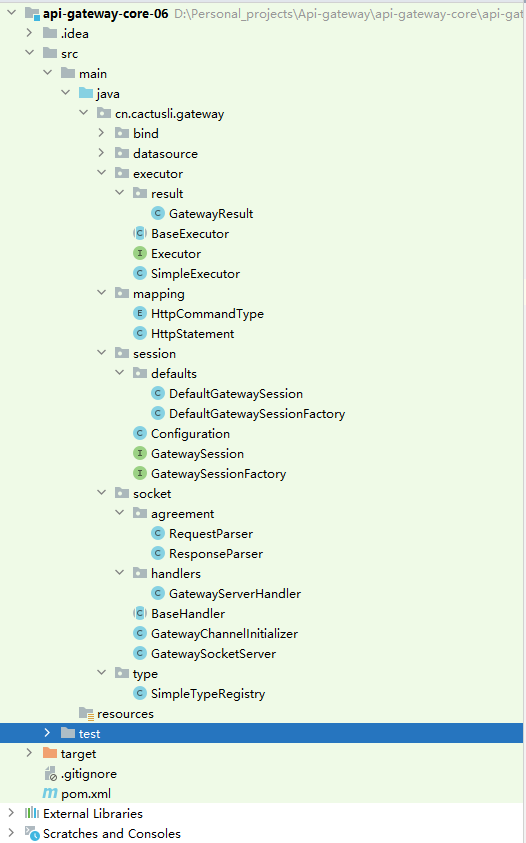 api-gateway-core-06 D:\Personal_projects\Api-gateway\api-gateway-core\api-gat
.idea
src
main
java
cn.cactusli.gateway
bind
datasource
executor
result
GatewayResult
BaseExecutor
Executor
SimpleExecutor
mapping
HttpCommandType
HttpStatement
session
defaults
DefaultGatewaySession
DefaultGatewaySessionFactory
Configuration
GatewaySession
GatewaySessionFactory
socket
agreement
RequestParser
ResponseParser
handlers
GatewayServerHandler
BaseHandler
GatewayChannelInitializer
GatewaySocketServer
type
SimpleTypeRegistry
resources
test
target
.gitignore
pom.xml
External Libraries
Scratches and Consoles